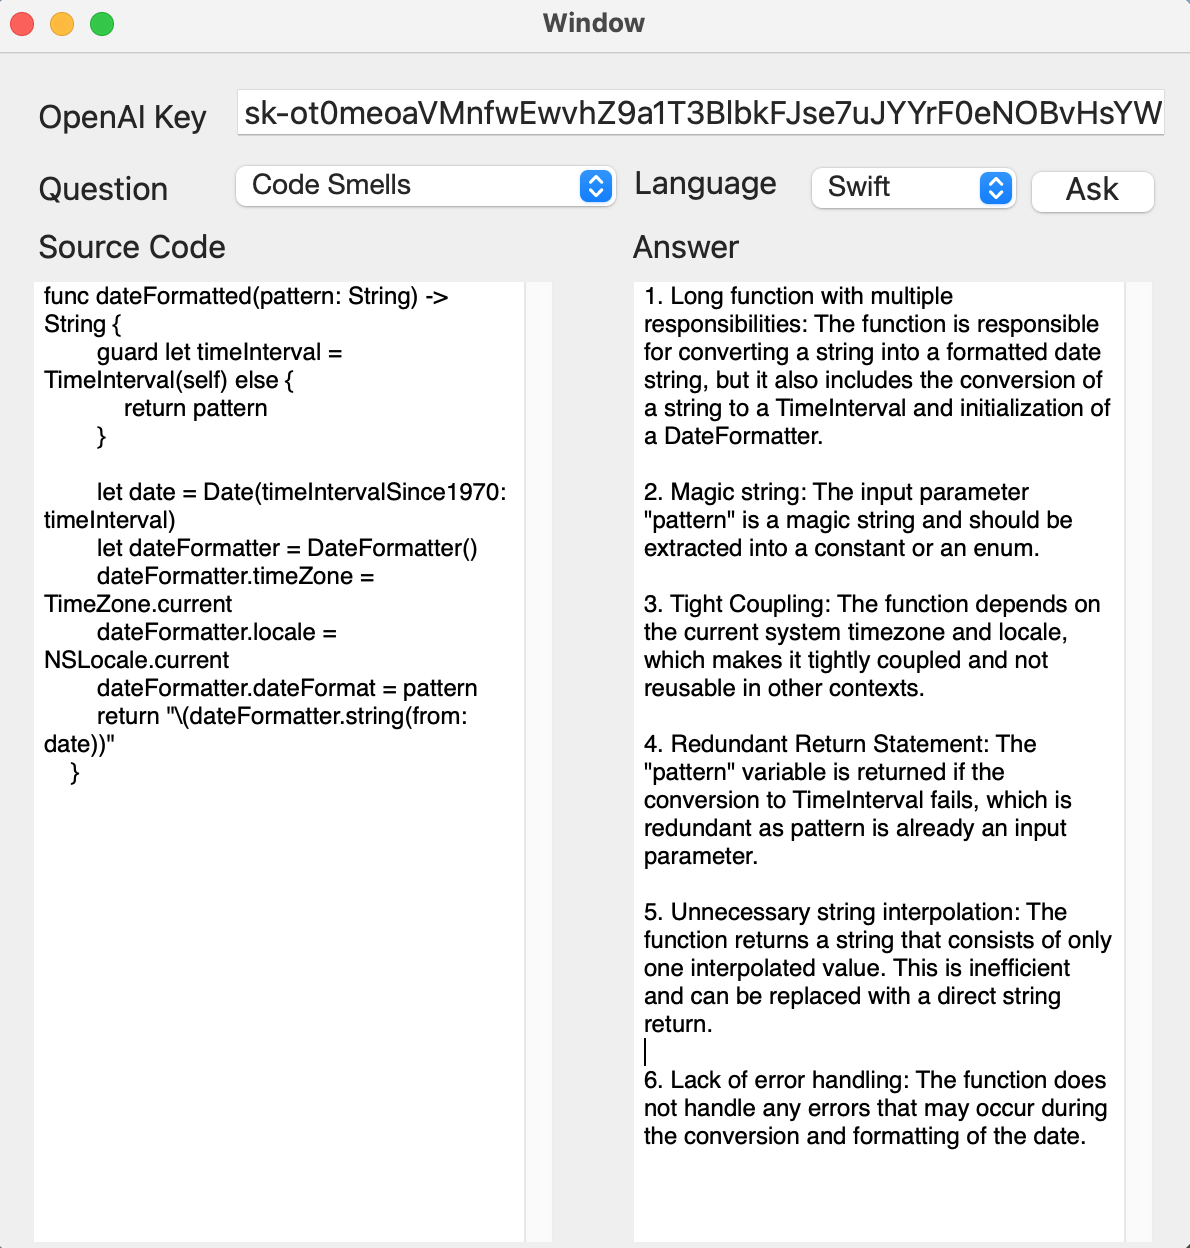 Window
OpenAI Key
sk-ot0meoaVMnfwEwvhZ9a1T3BlbkFJse7uJYYrF0eNOBvHsYW
Question
Code Smells
Language
Swift
Ask
Source Code
func dateFormatted(pattern: String) ->
String {
guard let timeInterval =
TimeInterval(self) else {
return pattern
}
let date = Date(timeIntervalSince1970:
timeInterval)
let dateFormatter = DateFormatter()
dateFormatter.timeZone =
TimeZone.current
dateFormatter.locale =
NSLocale.current
dateFormatter.dateFormat = pattern
return "\(dateFormatter.string(from:
date))"
}
Answer
1. Long function with multiple
responsibilities: The function is responsible
for converting a string into a formatted date
string, but it also includes the conversion of
a string to a TimeInterval and initialization of
a DateFormatter.
2. Magic string: The input parameter
"pattern" is a magic string and should be
extracted into a constant or an enum.
3. Tight Coupling: The function depends on
the current system timezone and locale,
which makes it tightly coupled and not
reusable in other contexts.
4. Redundant Return Statement: The
"pattern" variable is returned if the
conversion to TimeInterval fails, which is
redundant as pattern is already an input
parameter.
5. Unnecessary string interpolation: The
function returns a string that consists of only
one interpolated value. This is inefficient
and can be replaced with a direct string
return.
6. Lack of error handling: The function does
not handle any errors that may occur during
the conversion and formatting of the date.